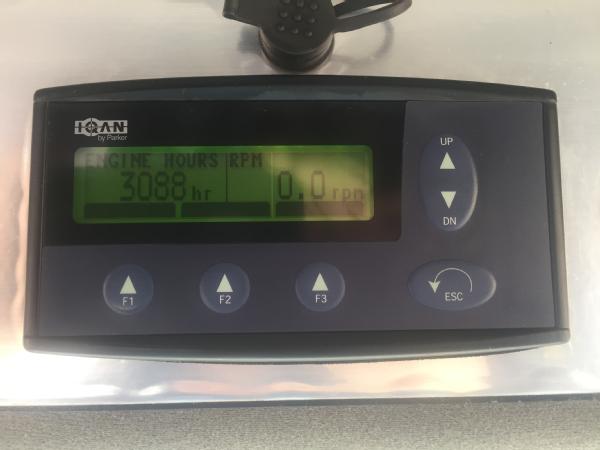 IQAN
by Parker
ENGINE HOURS RPM
3088 hr 0.0 rpm
UP
DN
F1 F2 F3 ESC